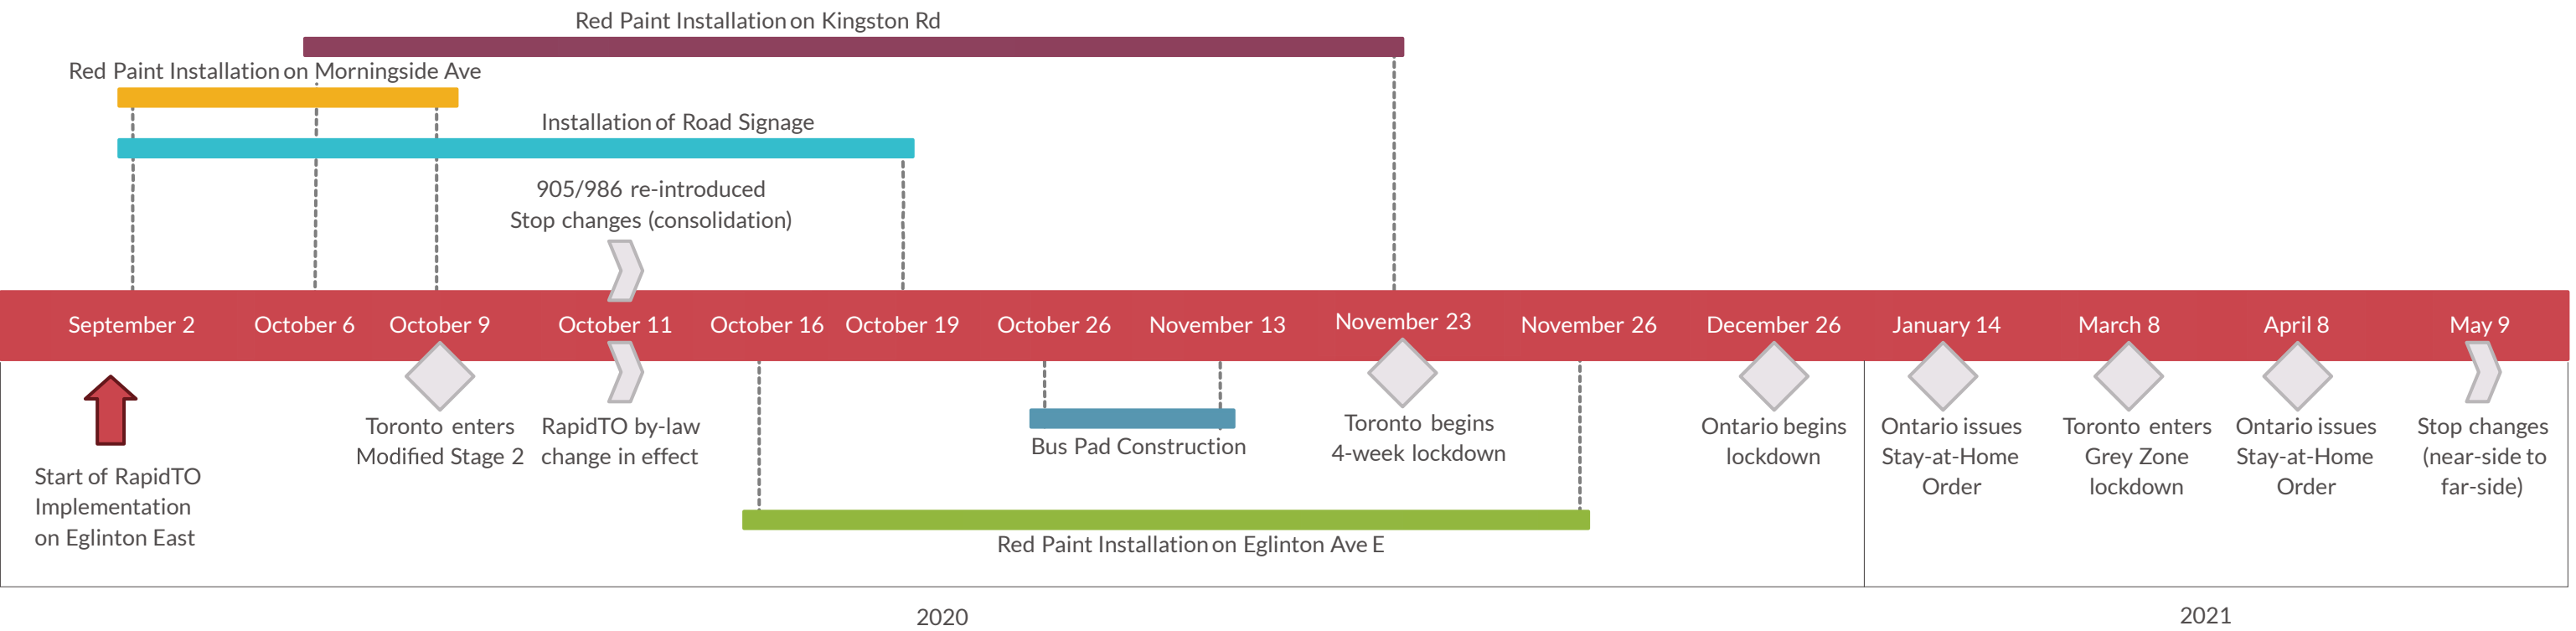 Red Paint Installation on Kingston Rd
Red Paint Installation on Morningside Ave
Installation of Road Signage
905/986 re-introduced
Stop changes (consolidation)
September 2
October 6
October 9
October 11
October 16
October 19
October 26
November 13
November 23
November 26
December 26
January 14
March 8
April 8
May 9
Start of RapidTO
Implementation
on Eglinton East
Toronto enters
Modified Stage 2
RapidTO by-law
change in effect
Bus Pad Construction
Toronto begins
4-week lockdown
Ontario begins
lockdown
Ontario issues
Stay-at-Home
Order
Toronto enters
Grey Zone
lockdown
Ontario issues
Stay-at-Home
Order
Stop changes
(near-side to
far-side)
Red Paint Installation on Eglinton Ave E
2020
2021